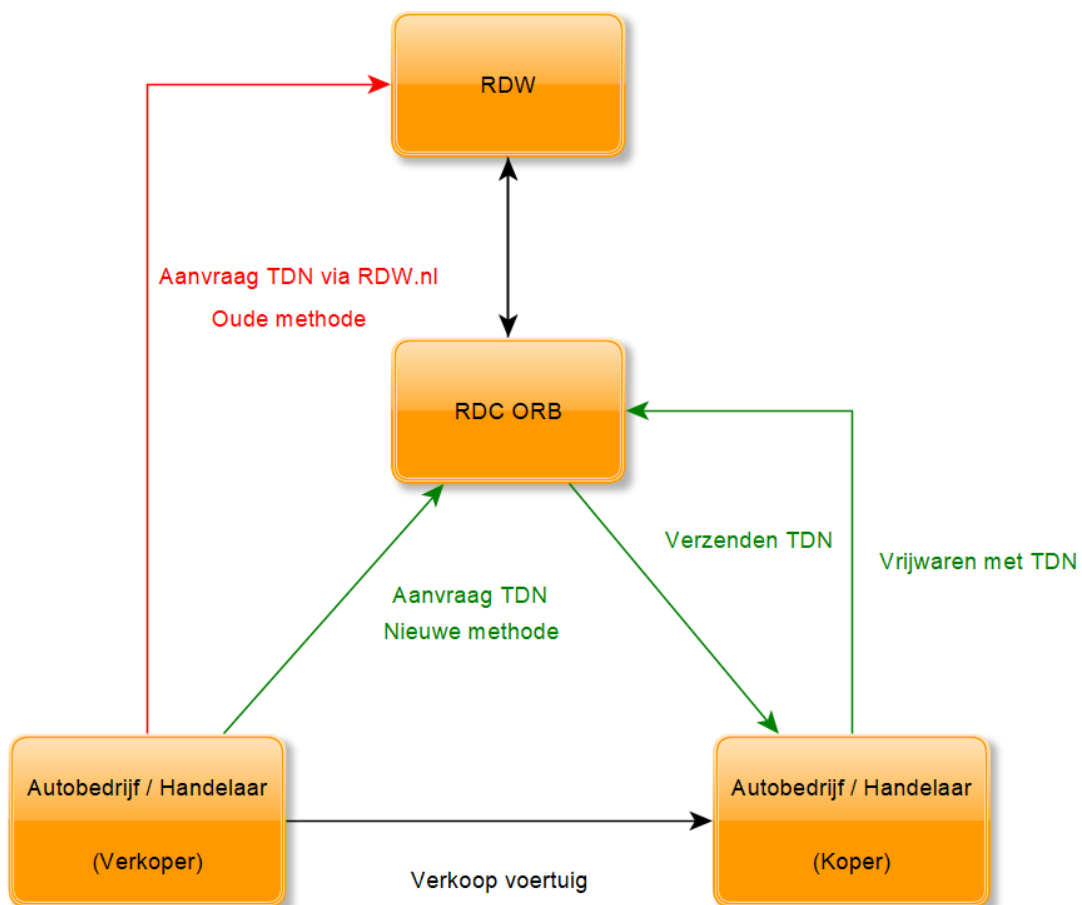 RDW
Aanvraag TDN via RDW.nl
Oude methode
RDC ORB
Verzenden TDN
Vrijwaren met TDN
Aanvraag TDN
Nieuwe methode
Autobedrijf / Handelaar
(Verkoper)
Autobedrijf / Handelaar
(Koper)
Verkoop voertuig